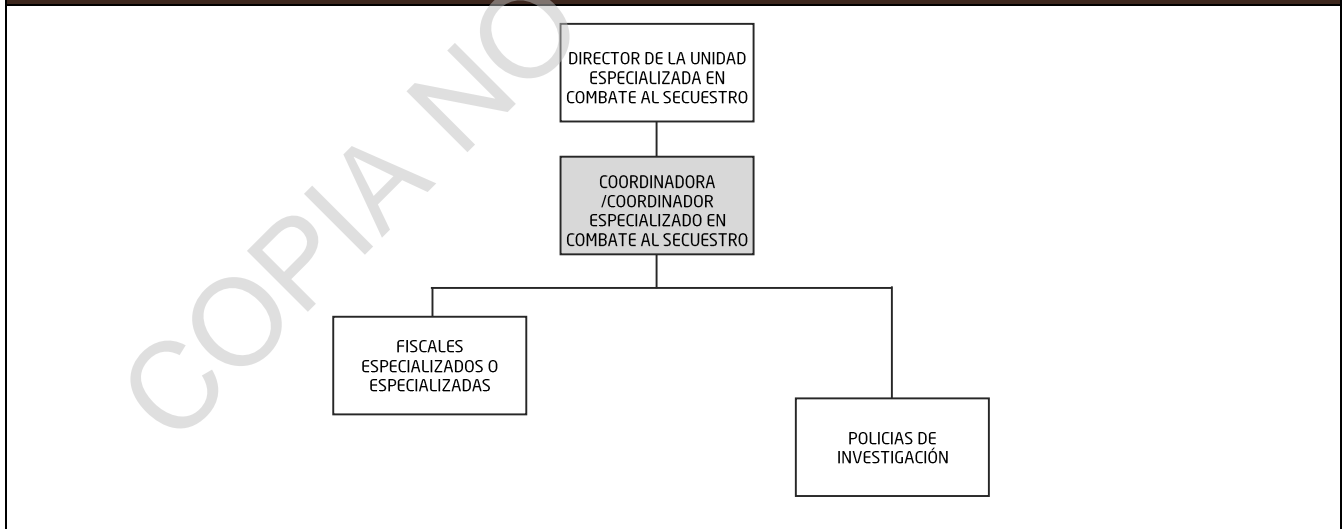 DIRECTOR DE LA UNIDAD
ESPECIALIZADA EN
COMBATE AL SECUESTRO
COORDINADORA
/COORDINADOR
ESPECIALIZADO EN
COMBATE AL SECUESTRO
FISCALES
ESPECIALIZADOS O
ESPECIALIZADAS
POLICIAS DE
INVESTIGACIÓN
COPIA NO